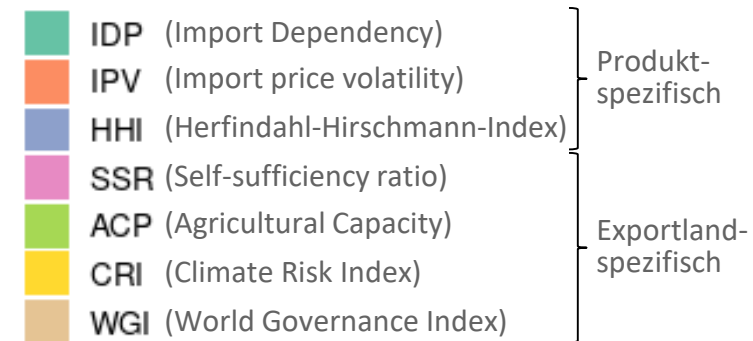 IDP (Import Dependency)
IPV (Import price volatility)
HHI (Herfindahl-Hirschmann-Index)
Produkt-
spezifisch
SSR (Self-sufficiency ratio)
ACP (Agricultural Capacity)
CRI (Climate Risk Index)
WGI (World Governance Index)
Exportland-
spezifisch